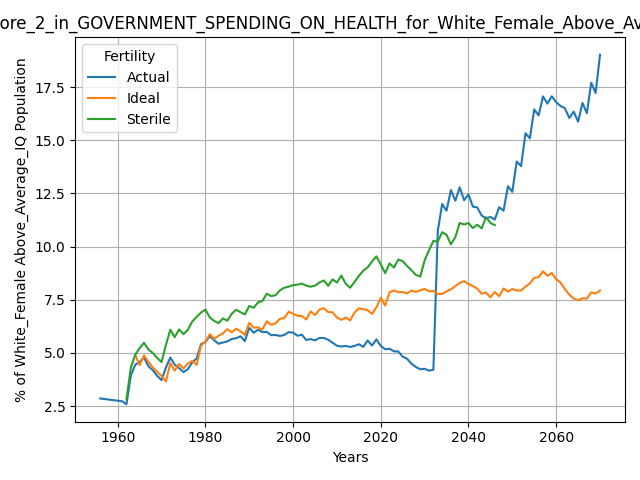 ore_2_in_GOVERNMENT_SPENDING_ON_HEALTH_for_White_Female_Above_Av
Fertility
Actual
Ideal
Sterile
% of White_Female Above_Average_IQ Population
17.5
15.0
12.5
10.0
7.5
5.0
2.5
1960 1980 2000 2020 2040 2060
Years